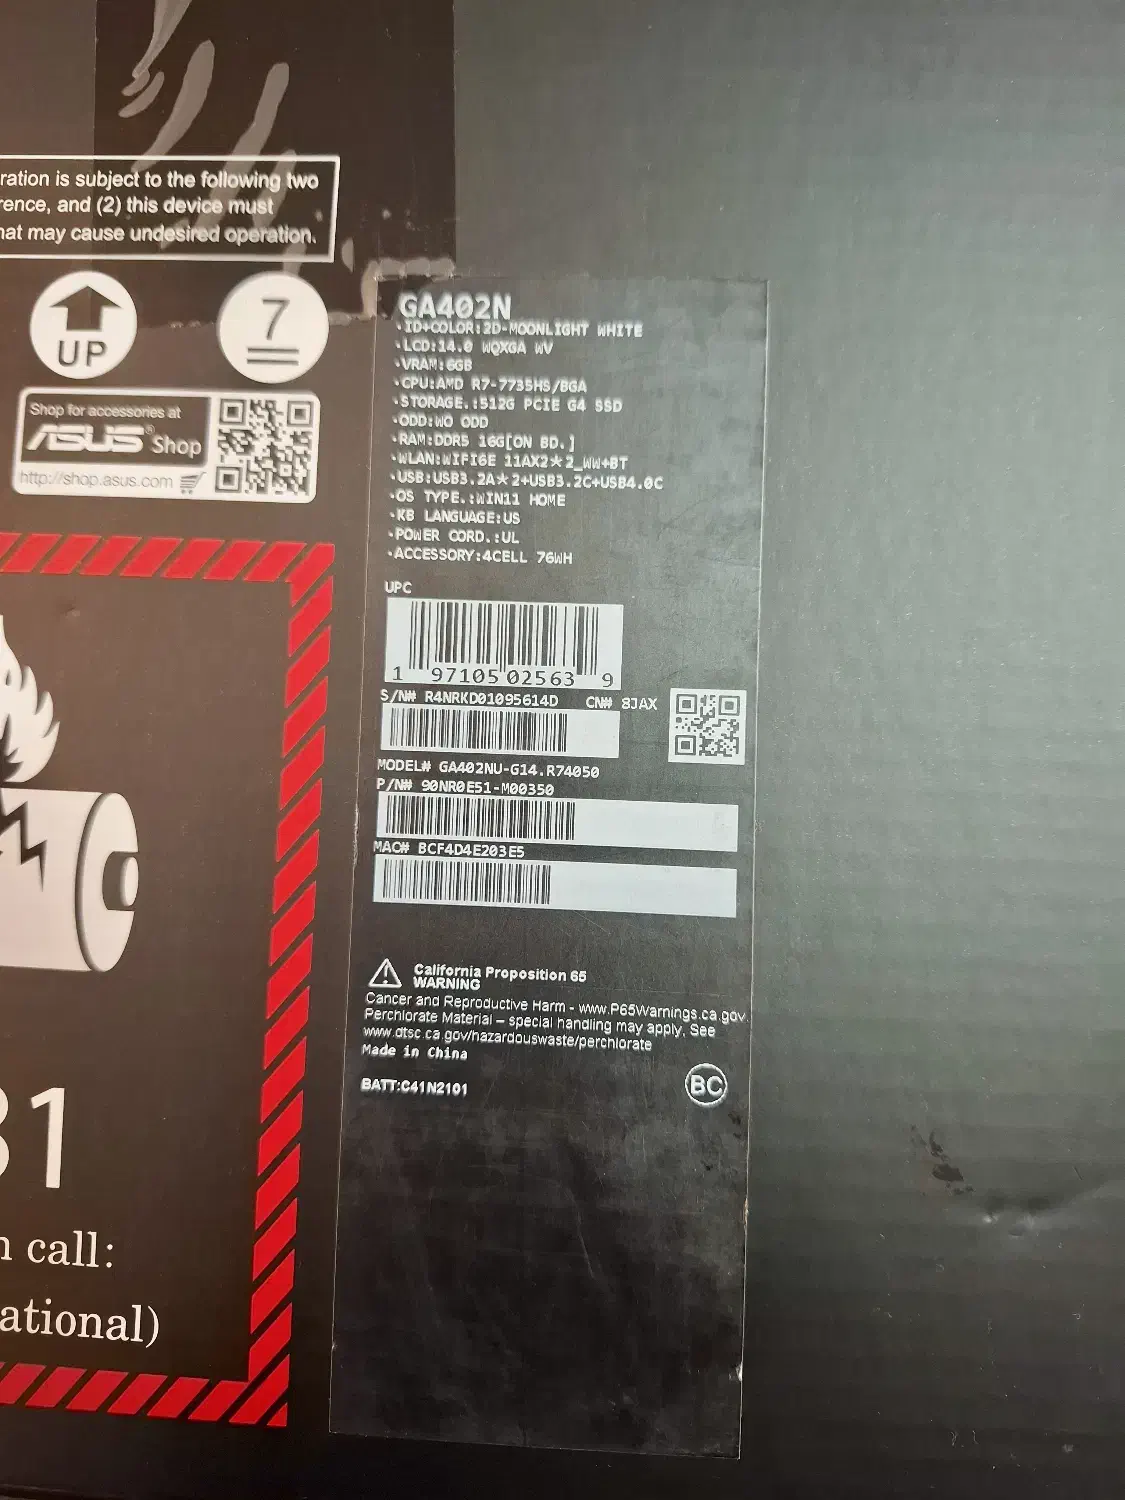 ration is subject to the following two
rence, and (2) this device must
hat may cause undesired operation.
UP
7
Shop for accessories at
ASUS® Shop
http://shop.asus.com
GA402N
·ID+COLOR:2D-MOONLIGHT WHITE
·LCD:14.0 WQXGA WV
·VRAM:6GB
·CPU:AMD R7-7735HS/BGA
·STORAGE.:512G PCIE G4 SSD
·ODD:WO ODD
·RAM:DDR5 16G[ON BD.]
·WLAN:WIFI6E 11AX2*2_WW+BT
·USB:USB3.2A*2+USB3.2C+USB4.0C
·OS TYPE.:WIN11 HOME
·KB LANGUAGE:US
·POWER CORD.:UL
·ACCESSORY:4CELL 76WH
UPC
1 97105 02563 9
S/N# R4NRKD01095614D CN# 8JAX
MODEL# GA402NU-G14.R74050
P/N# 90NR0E51-M00350
MAC# BCF4D4E203E5
California Proposition 65
WARNING
Cancer and Reproductive Harm - www.P65Warnings.ca.gov
Perchlorate Material – special handling may apply, See
www.dtsc.ca.gov/hazardouswaste/perchlorate
Made in China
BATT:C41N2101
BC
31
n call:
ational)